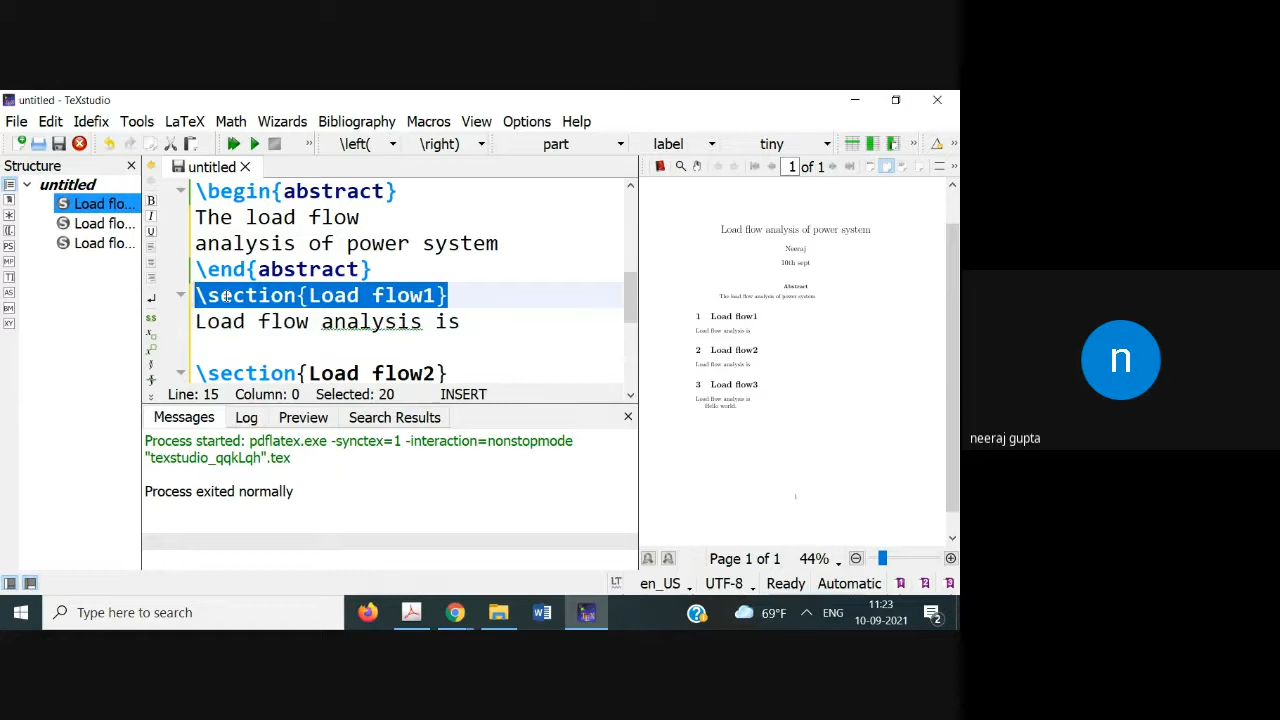 untitled - TeXstudio
File Edit Idefix Tools LaTeX Math Wizards Bibliography Macros View Options Help
\left( \right) part label tiny
Structure
untitled
1 of 1
untitled
Load flo...
Load flo...
Load flo...
\begin{abstract}
The load flow
analysis of power system
\end{abstract}
\section{Load flow1}
Load flow analysis is
\section{Load flow2}
Line: 15 Column: 0 Selected: 20 INSERT
Messages Log Preview Search Results
Process started: pdflatex.exe -synctex=1 -interaction=nonstopmode
"texstudio_qqkLqh".tex
Process exited normally
Load flow analysis of power system
Neeraj
10th sept
Abstract
The load flow analysis of power system
1 Load flow1
Load flow analysis is
2 Load flow2
Load flow analysis is
3 Load flow3
Load flow analysis is
Hello world.
1
Page 1 of 1 44%
LT en_US UTF-8 Ready Automatic
Type here to search
69°F ENG 11:23
10-09-2021
2
n
neeraj gupta